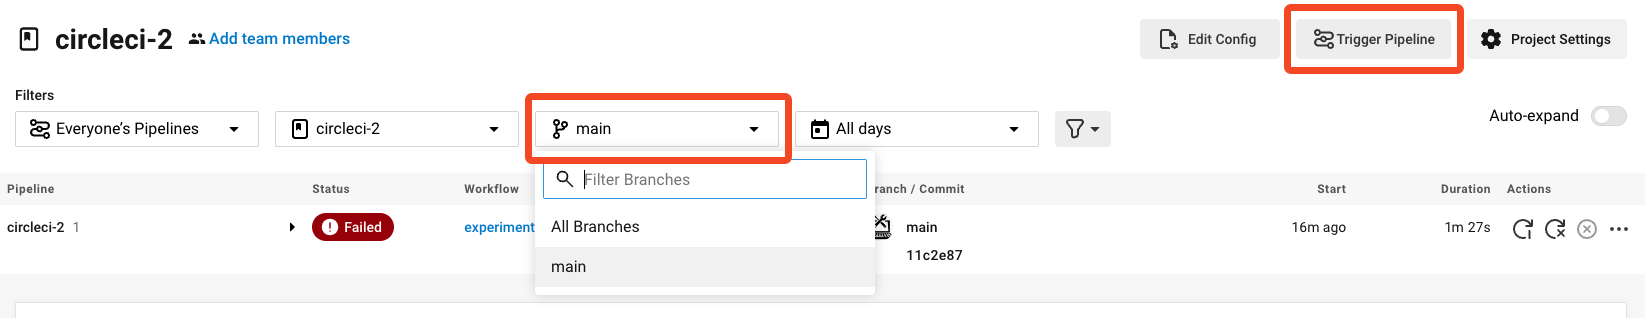 circleci-2 Add team members Edit Config Trigger Pipeline Project Settings
Filters
Everyone’s Pipelines circleci-2 main All days Auto-expand
Filter Branches
Pipeline Status Workflow ranch / Commit Start Duration Actions
circleci-2 1 Failed experiment All Branches main 16m ago 1m 27s
11c2e87
main